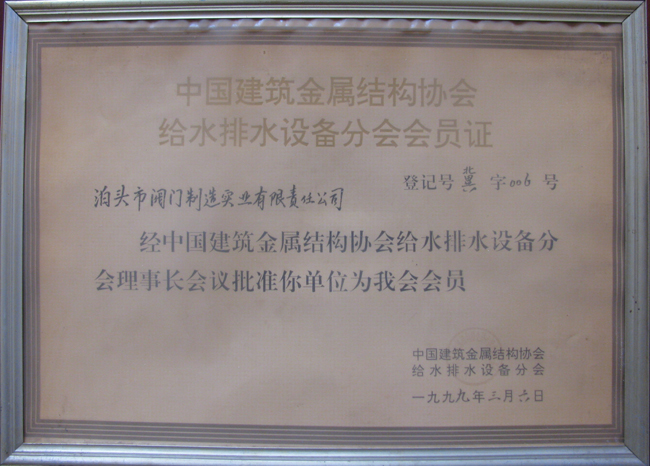 中国建筑金属结构协会
给水排水设备分会会员证
登记号 冀 字006 号
泊头市阀门制造实业有限责任公司
经中国建筑金属结构协会给水排水设备分
会理事长会议批准你单位为我会会员
中国建筑金属结构协会
给水排水设备分会
一九九九年三月六日